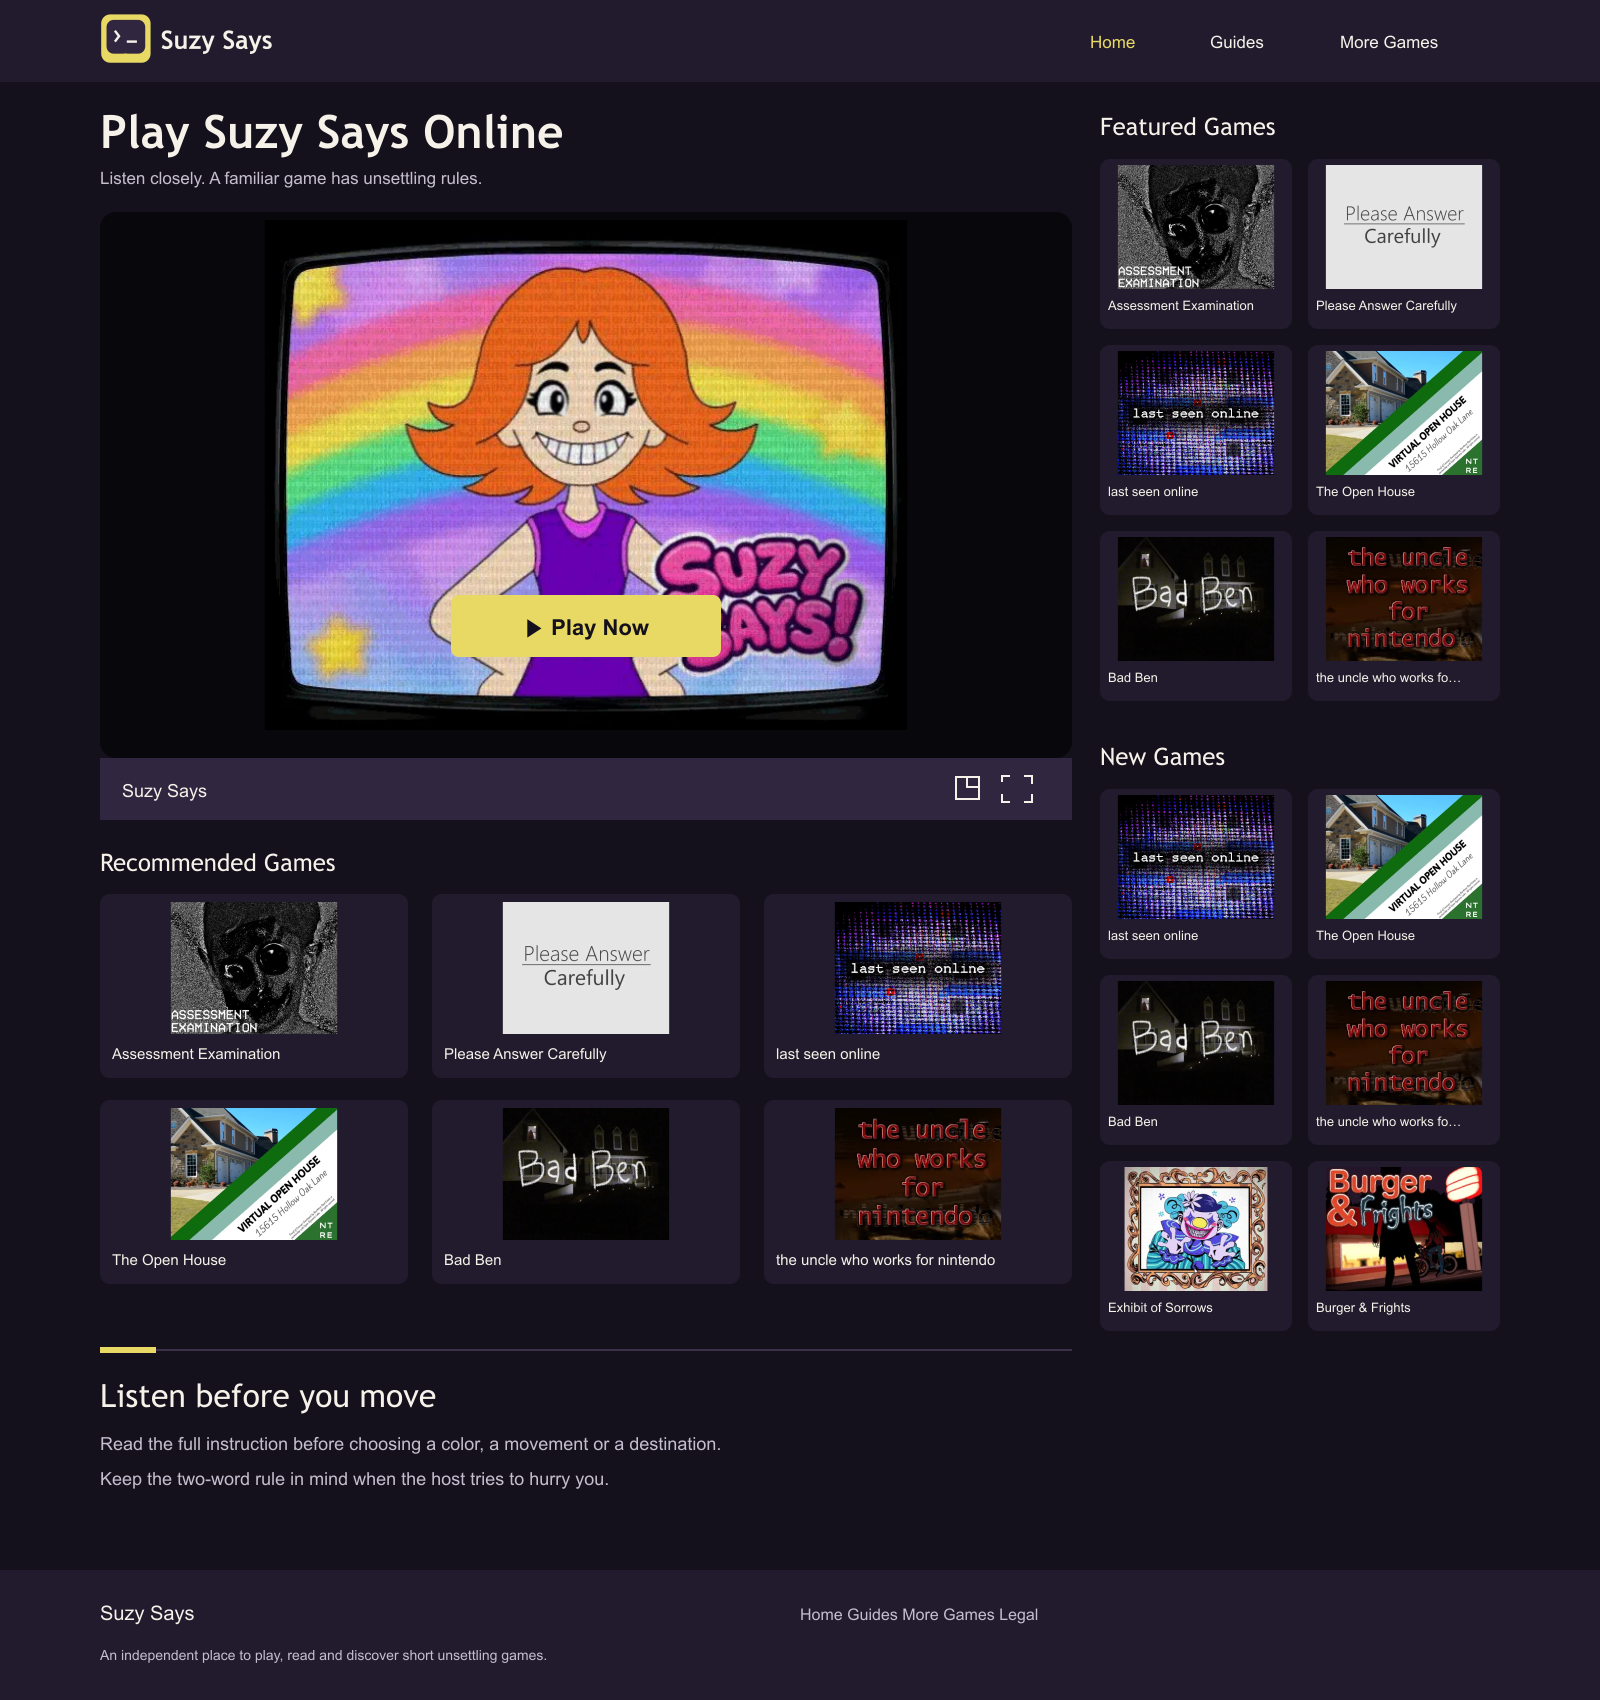 Suzy Says
Home
Guides
More Games
Play Suzy Says Online
Listen closely. A familiar game has unsettling rules.
SUZY
SAYS!
Play Now
Suzy Says
Recommended Games
ASSESSMENT
EXAMINATION
Assessment Examination
Please Answer
Carefully
Please Answer Carefully
last seen online
last seen online
VIRTUAL OPEN HOUSE
15615 Hollow Oak Lane
NT
RE
The Open House
Bad Ben
Bad Ben
the uncle
who works
for
nintendo
the uncle who works for nintendo
Listen before you move
Read the full instruction before choosing a color, a movement or a destination.
Keep the two-word rule in mind when the host tries to hurry you.
Featured Games
ASSESSMENT
EXAMINATION
Assessment Examination
Please Answer
Carefully
Please Answer Carefully
last seen online
last seen online
VIRTUAL OPEN HOUSE
15615 Hollow Oak Lane
NT
RE
The Open House
Bad Ben
Bad Ben
the uncle
who works
for
nintendo
the uncle who works fo…
New Games
last seen online
last seen online
VIRTUAL OPEN HOUSE
15615 Hollow Oak Lane
NT
RE
The Open House
Bad Ben
Bad Ben
the uncle
who works
for
nintendo
the uncle who works fo…
Exhibit of Sorrows
Burger
& Frights
Burger & Frights
Suzy Says
Home Guides More Games Legal
An independent place to play, read and discover short unsettling games.